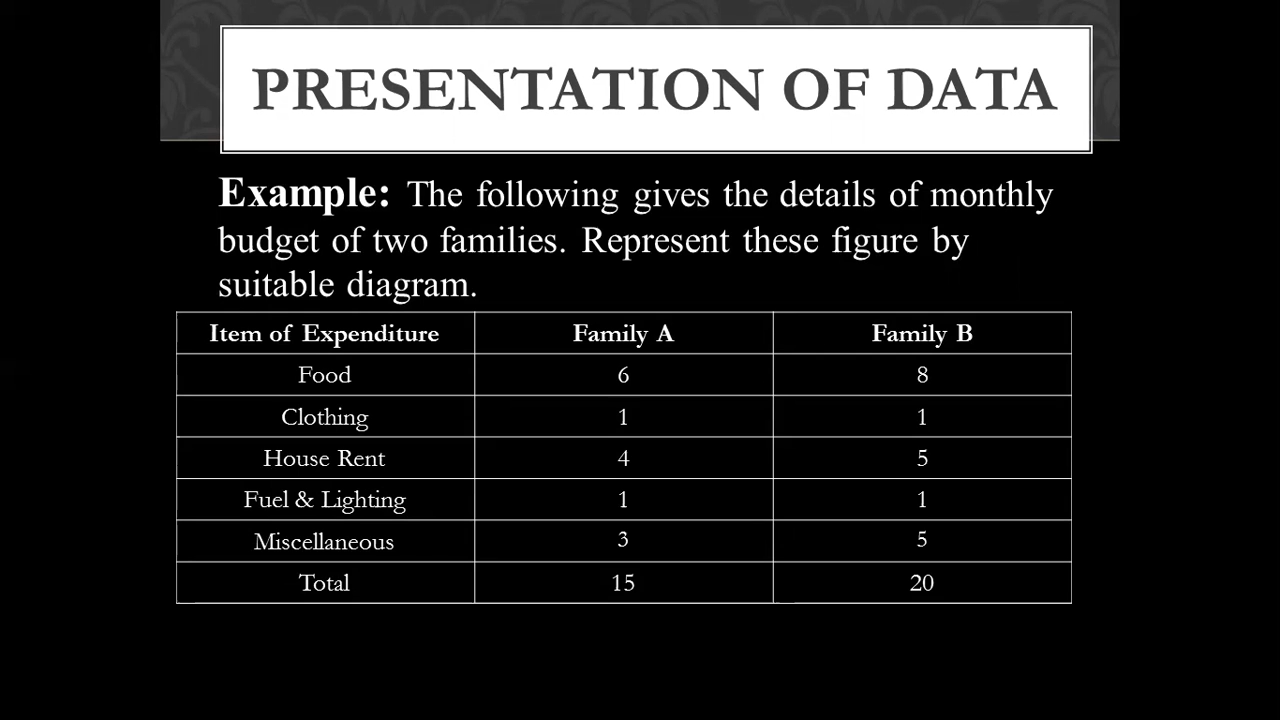 PRESENTATION OF DATA
Example: The following gives the details of monthly
budget of two families. Represent these figure by
suitable diagram.
Item of Expenditure Family A Family B
Food 6 8
Clothing 1 1
House Rent 4 5
Fuel & Lighting 1 1
Miscellaneous 3 5
Total 15 20